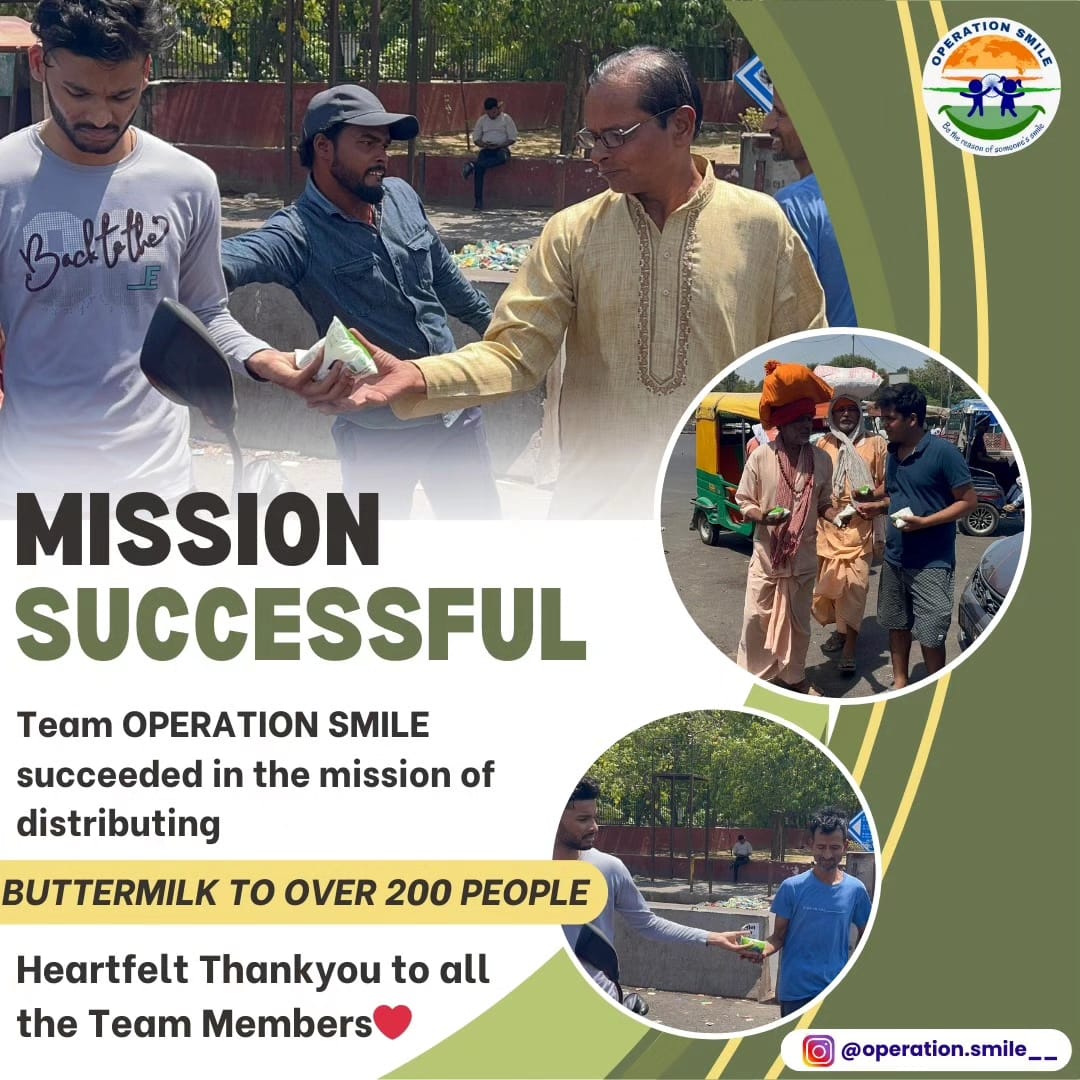 OPERATION SMILE
Be the reason of someone's smile
Back to the
E
MISSION
SUCCESSFUL
Team OPERATION SMILE
succeeded in the mission of
distributing
BUTTERMILK TO OVER 200 PEOPLE
Heartfelt Thankyou to all
the Team Members❤️
@operation.smile__